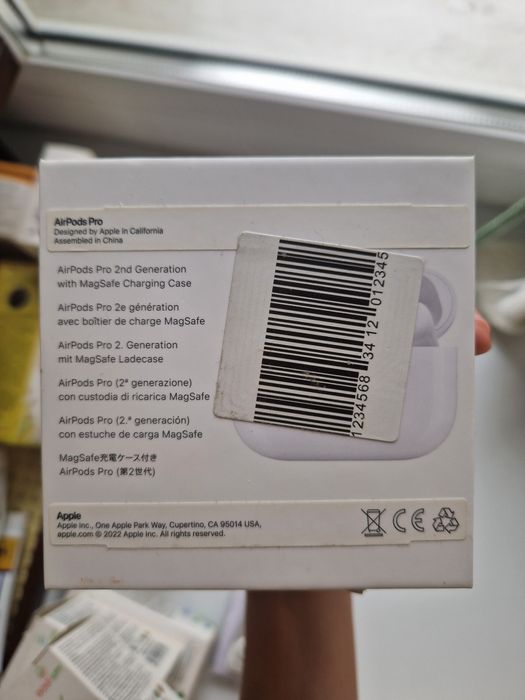 AirPods Pro
Designed by Apple in California
Assembled in China
AirPods Pro 2nd Generation
with MagSafe Charging Case
AirPods Pro 2e génération
avec boîtier de charge MagSafe
AirPods Pro 2. Generation
mit MagSafe Ladecase
AirPods Pro (2ª generazione)
con custodia di ricarica MagSafe
AirPods Pro (2.ª generación)
con estuche de carga MagSafe
MagSafe充電ケース付き
AirPods Pro (第2世代)
1234568 34 12 012345
Apple
Apple Inc., One Apple Park Way, Cupertino, CA 95014 USA,
apple.com © 2022 Apple Inc. All rights reserved.
CE